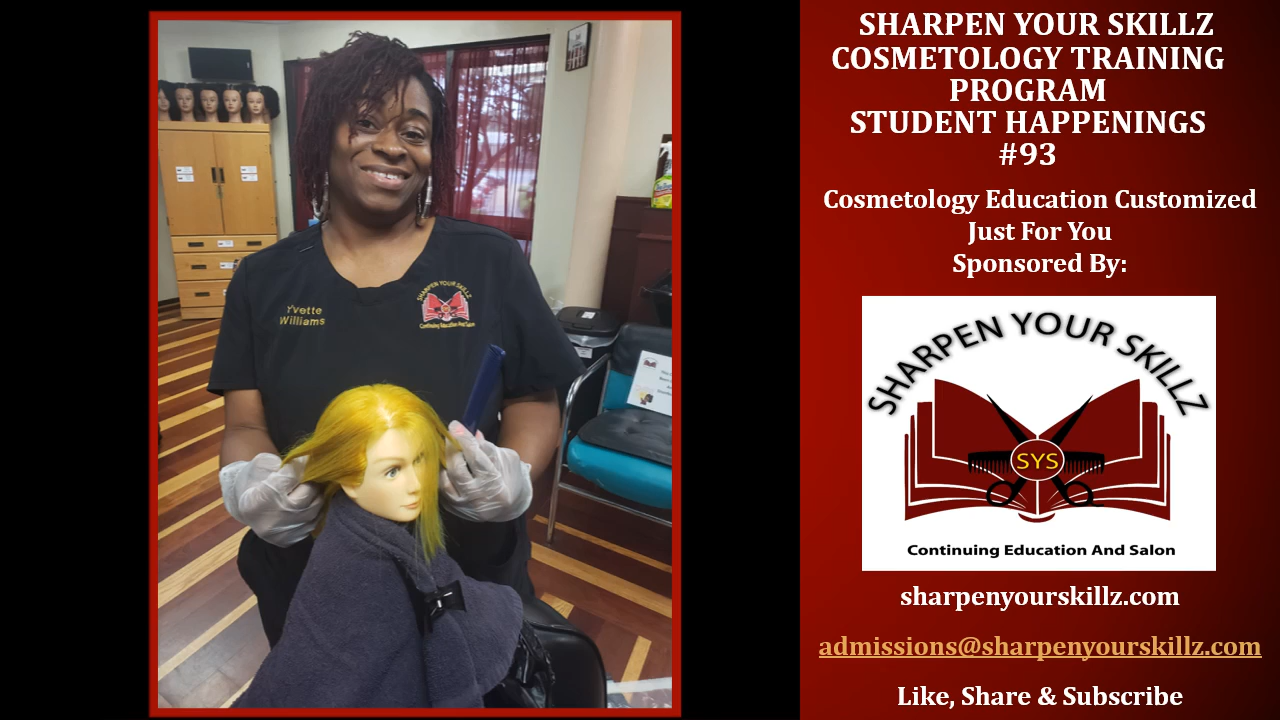 SHARPEN YOUR SKILLZ
COSMETOLOGY TRAINING
PROGRAM
STUDENT HAPPENINGS
#93
Cosmetology Education Customized
Just For You
Sponsored By:
SHARPEN YOUR SKILLZ
SYS
Continuing Education And Salon
sharpenyourskillz.com
admissions@sharpenyourskillz.com
Like, Share & Subscribe
Yvette
Williams
SHARPEN YOUR SKILLZ
SYS
Continuing Education And Salon